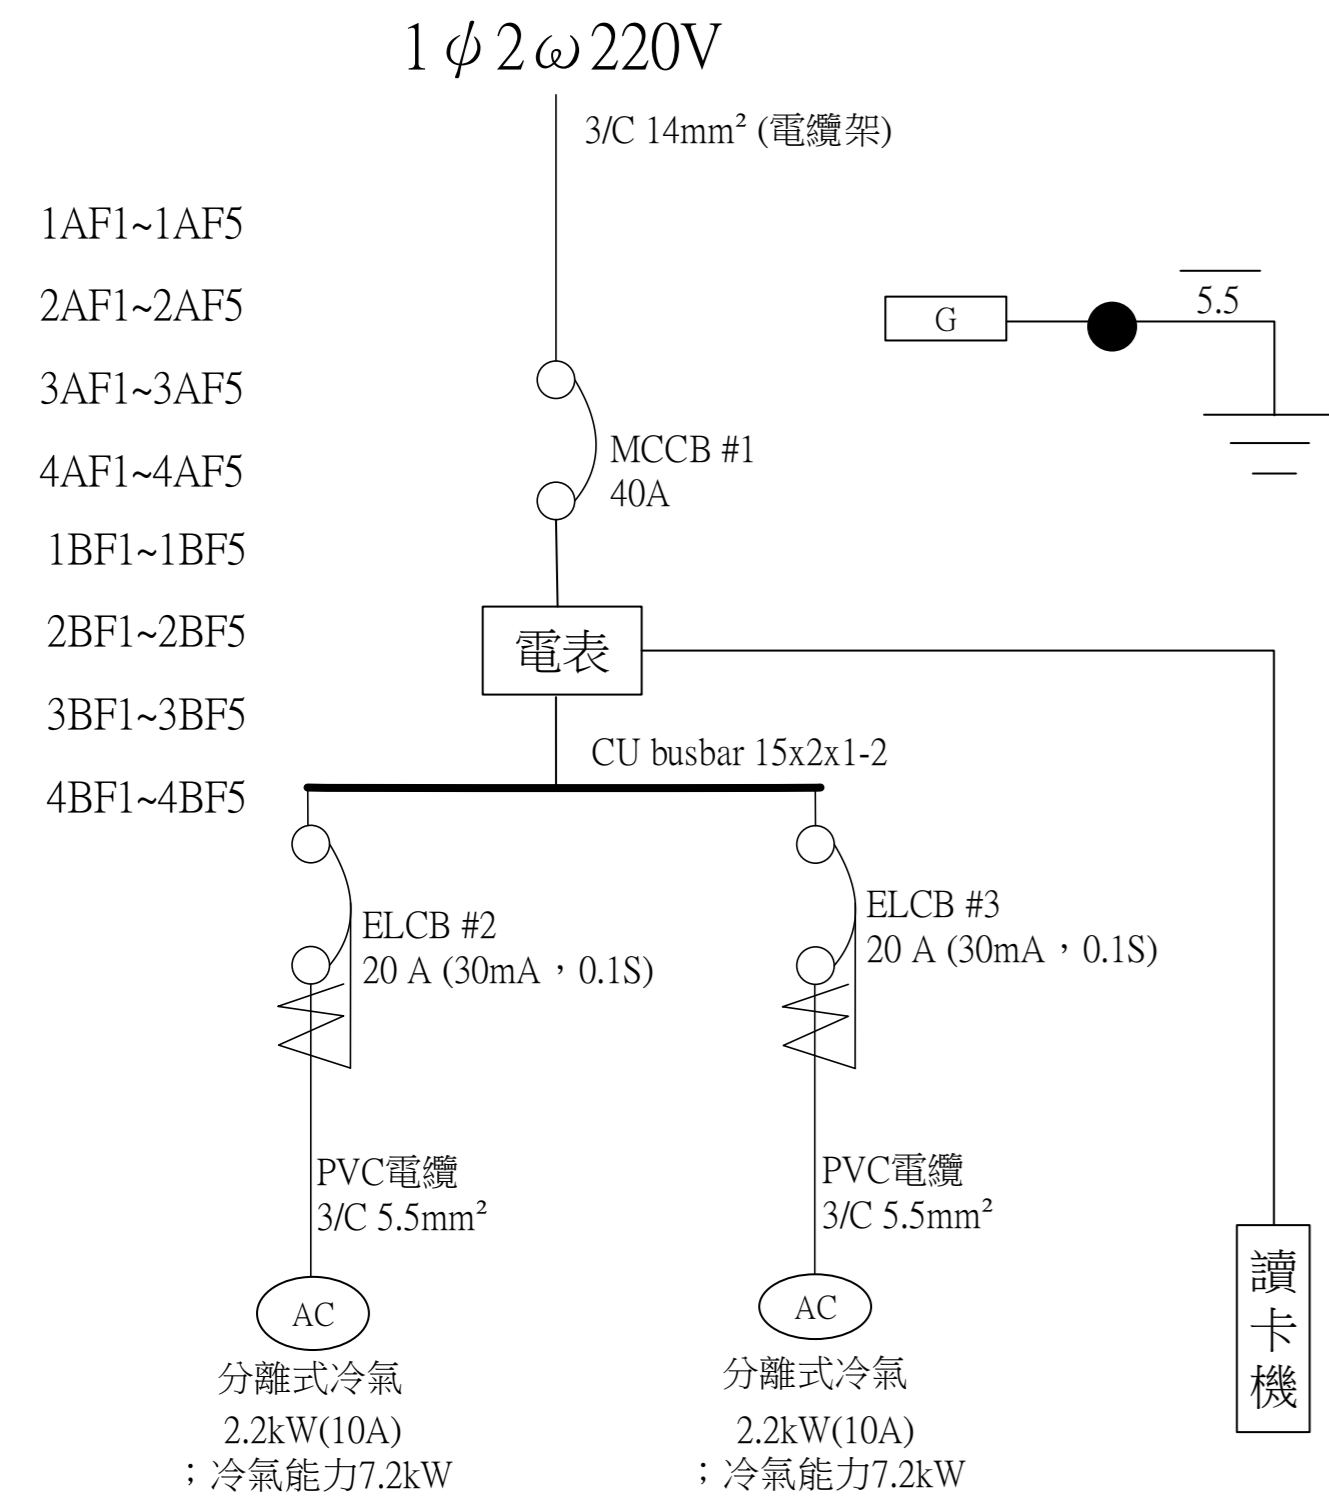 1ϕ2ω220V
3/C 14mm² (電纜架)
1AF1~1AF5
2AF1~2AF5
3AF1~3AF5
4AF1~4AF5
1BF1~1BF5
2BF1~2BF5
3BF1~3BF5
4BF1~4BF5
G
5.5
MCCB #1
40A
電表
CU busbar 15x2x1-2
ELCB #2
20 A (30mA，0.1S)
ELCB #3
20 A (30mA，0.1S)
PVC電纜
3/C 5.5mm²
PVC電纜
3/C 5.5mm²
AC
分離式冷氣
2.2kW(10A)
；冷氣能力7.2kW
AC
分離式冷氣
2.2kW(10A)
；冷氣能力7.2kW
讀卡機